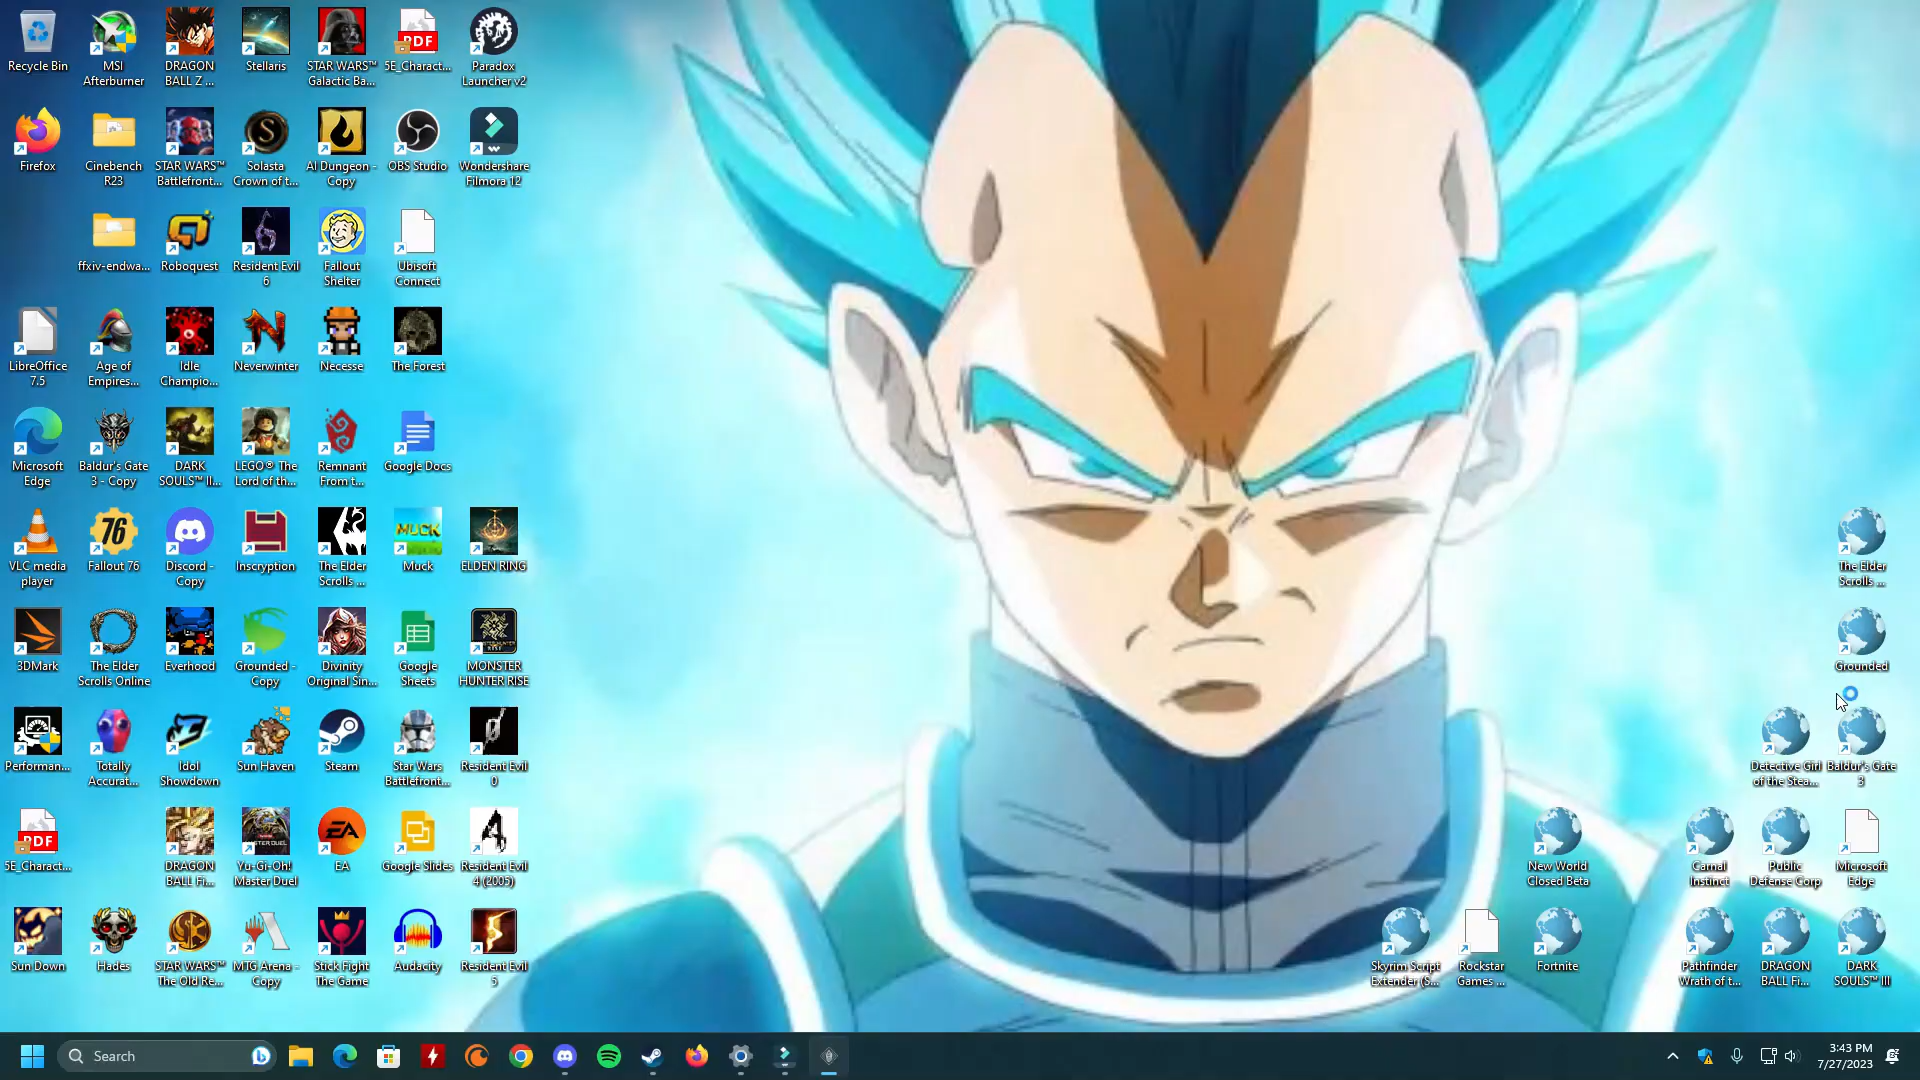 Recycle Bin
MSI
Afterburner
DRAGON
BALL Z ...
Stellaris
STAR WARS™
Galactic Ba...
PDF
5E_Charact...
Paradox
Launcher v2
Firefox
Cinebench
R23
STAR WARS™
Battlefront...
Solasta
Crown of t...
AI Dungeon -
Copy
OBS Studio
Wondershare
Filmora 12
ffxiv-endwa...
Roboquest
Resident Evil
6
Fallout
Shelter
Ubisoft
Connect
LibreOffice
7.5
Age of
Empires...
Idle
Champio...
Neverwinter
Necesse
The Forest
Microsoft
Edge
Baldur's Gate
3 - Copy
DARK
SOULS™ II...
LEGO® The
Lord of th...
Remnant
From t...
Google Docs
VLC media
player
76
Fallout 76
Discord -
Copy
Inscryption
The Elder
Scrolls ...
MUCK
Muck
ELDEN RING
The Elder
Scrolls ...
3DMark
The Elder
Scrolls Online
Everhood
Grounded -
Copy
Divinity
Original Sin...
Google
Sheets
MONSTER
HUNTER RISE
Grounded
Performan...
Totally
Accurat...
Idol
Showdown
Sun Haven
Steam
Star Wars
Battlefront...
Resident Evil
0
Detective Girl
of the Stea...
Baldur's Gate
3
PDF
5E_Charact...
DRAGON
BALL Fi...
Yu-Gi-Oh!
Master Duel
EA
EA
Google Slides
Resident Evil
4 (2005)
New World
Closed Beta
Carnal
Instinct
Public
Defense Corp
Microsoft
Edge
Sun Down
Hades
STAR WARS™
The Old Re...
MTG Arena -
Copy
Stick Fight
The Game
Audacity
Resident Evil
5
Skyrim Script
Extender (S...
Rockstar
Games ...
Fortnite
Pathfinder
Wrath of t...
DRAGON
BALL Fi...
DARK
SOULS™ III
Search
3:43 PM
7/27/2023